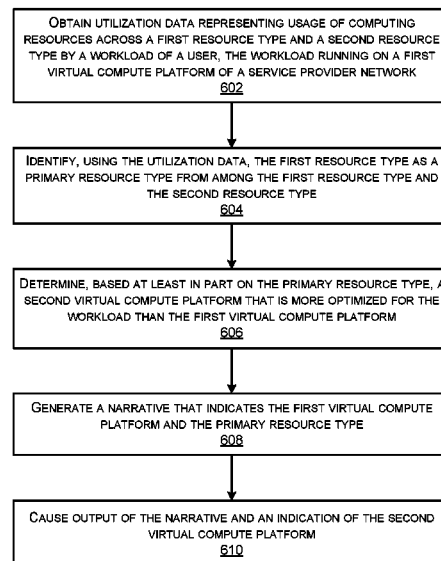 OBTAIN UTILIZATION DATA REPRESENTING USAGE OF COMPUTING
RESOURCES ACROSS A FIRST RESOURCE TYPE AND A SECOND RESOURCE
TYPE BY A WORKLOAD OF A USER, THE WORKLOAD RUNNING ON A FIRST
VIRTUAL COMPUTE PLATFORM OF A SERVICE PROVIDER NETWORK
602
IDENTIFY, USING THE UTILIZATION DATA, THE FIRST RESOURCE TYPE AS A
PRIMARY RESOURCE TYPE FROM AMONG THE FIRST RESOURCE TYPE AND
THE SECOND RESOURCE TYPE
604
DETERMINE, BASED AT LEAST IN PART ON THE PRIMARY RESOURCE TYPE, A
SECOND VIRTUAL COMPUTE PLATFORM THAT IS MORE OPTIMIZED FOR THE
WORKLOAD THAN THE FIRST VIRTUAL COMPUTE PLATFORM
606
GENERATE A NARRATIVE THAT INDICATES THE FIRST VIRTUAL COMPUTE
PLATFORM AND THE PRIMARY RESOURCE TYPE
608
CAUSE OUTPUT OF THE NARRATIVE AND AN INDICATION OF THE SECOND
VIRTUAL COMPUTE PLATFORM
610